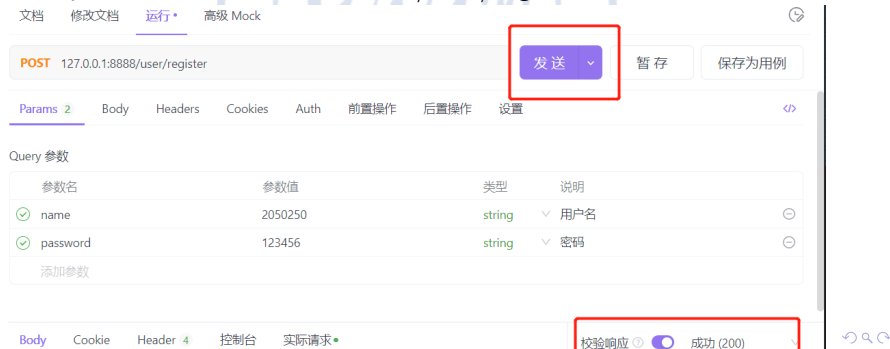 文档 修改文档 运行 高级 Mock
POST 127.0.0.1:8888/user/register 发送 暂存 保存为用例
Params 2 Body Headers Cookies Auth 前置操作 后置操作 设置 </>
Query 参数
参数名 参数值 类型 说明
name 2050250 string 用户名
password 123456 string 密码
添加参数
Body Cookie Header 4 控制台 实际请求 校验响应 成功 (200)